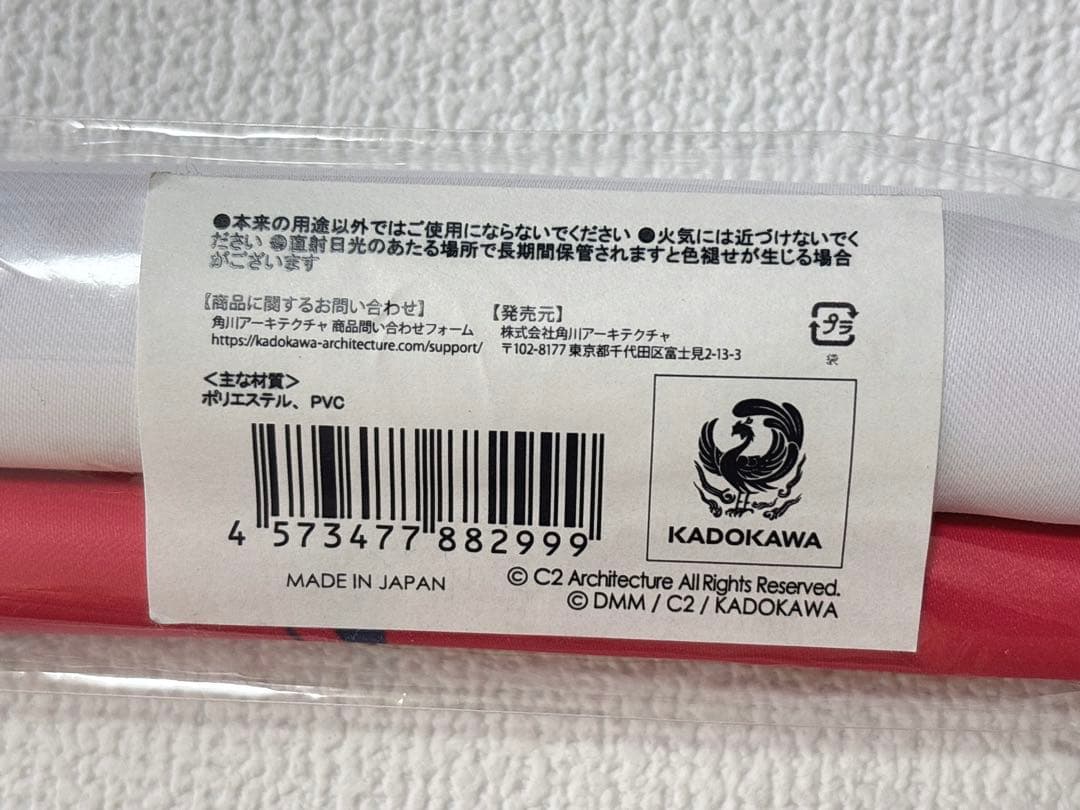 ●本来の用途以外ではご使用にならないでください ●火気には近づけないでく
ださい ●直射日光のあたる場所で長期間保管されますと色褪せが生じる場合
がございます
【商品に関するお問い合わせ】
角川アーキテクチャ 商品問い合わせフォーム
https://kadokawa-architecture.com/support/
【発売元】
株式会社角川アーキテクチャ
〒102-8177 東京都千代田区富士見2-13-3
プラ
袋
<主な材質>
ポリエステル、PVC
4 573477 882999
KADOKAWA
MADE IN JAPAN
© C2 Architecture All Rights Reserved.
© DMM / C2 / KADOKAWA